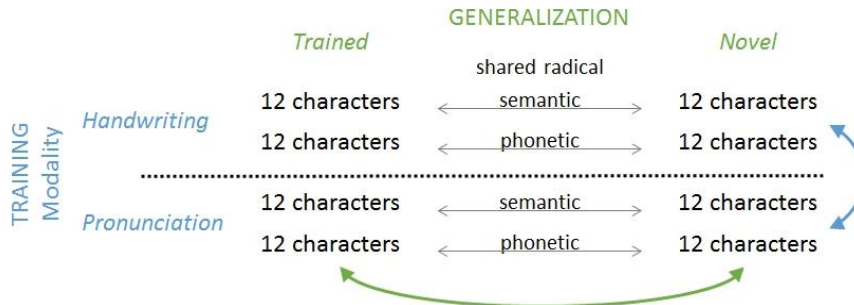 GENERALIZATION
Trained Novel
shared radical
12 characters semantic 12 characters
Handwriting
12 characters phonetic 12 characters
TRAINING
Modality
12 characters semantic 12 characters
Pronunciation
12 characters phonetic 12 characters